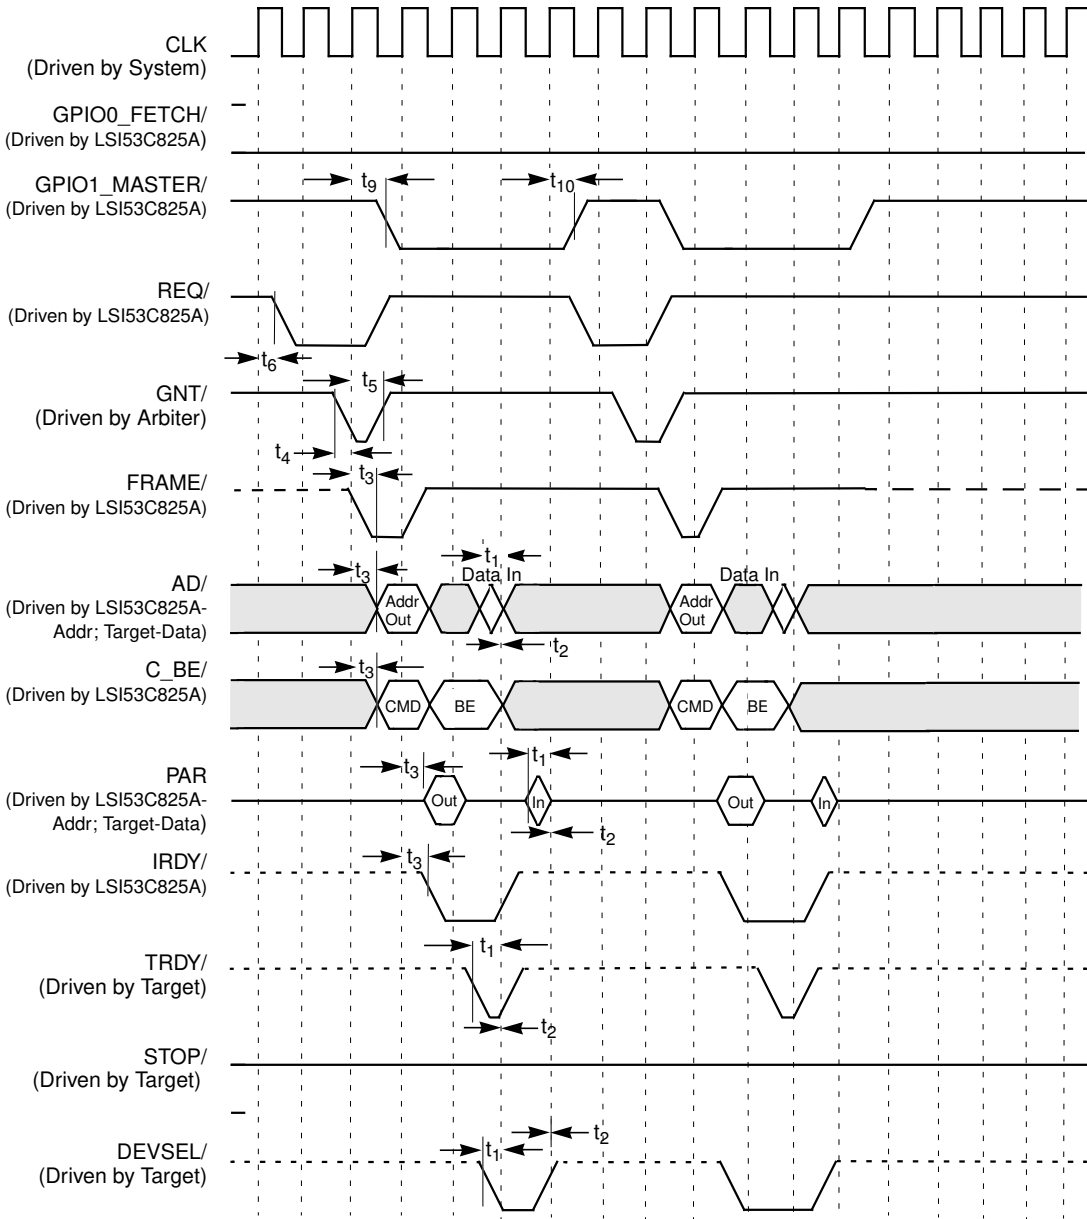 CLK
(Driven by System)
GPIO0_FETCH/
(Driven by LSI53C825A)
GPIO1_MASTER/
(Driven by LSI53C825A)
t9
t10
REQ/
(Driven by LSI53C825A)
t6
t5
GNT/
(Driven by Arbiter)
t4
t3
FRAME/
(Driven by LSI53C825A)
t1
t3
Data In
Data In
AD/
(Driven by LSI53C825A-
Addr; Target-Data)
Addr
Out
Addr
Out
t2
t3
C_BE/
(Driven by LSI53C825A)
CMD
BE
CMD
BE
t3
t1
PAR
(Driven by LSI53C825A-
Addr; Target-Data)
Out
In
Out
In
t2
t3
IRDY/
(Driven by LSI53C825A)
t1
TRDY/
(Driven by Target)
t2
STOP/
(Driven by Target)
t2
t1
DEVSEL/
(Driven by Target)